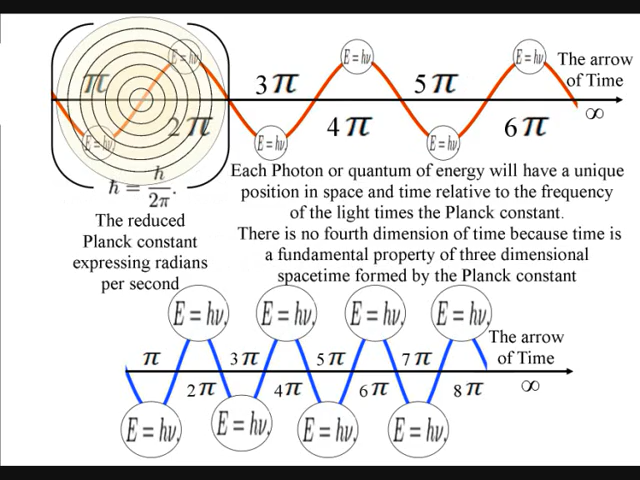 E = hν
The arrow
of Time
π
3π
5π
2π
4π
6π
∞
E = hν
E = hν
E = hν
E = hν
E = hν
ħ = h/2π.
The reduced
Planck constant
expressing radians
per second
Each Photon or quantum of energy will have a unique
position in space and time relative to the frequency
of the light times the Planck constant.
There is no fourth dimension of time because time is
a fundamental property of three dimensional
spacetime formed by the Planck constant
E = hν,
E = hν,
E = hν,
E = hν,
The arrow
of Time
π
3π
5π
7π
2π
4π
6π
8π
∞
E = hν,
E = hν,
E = hν,
E = hν,